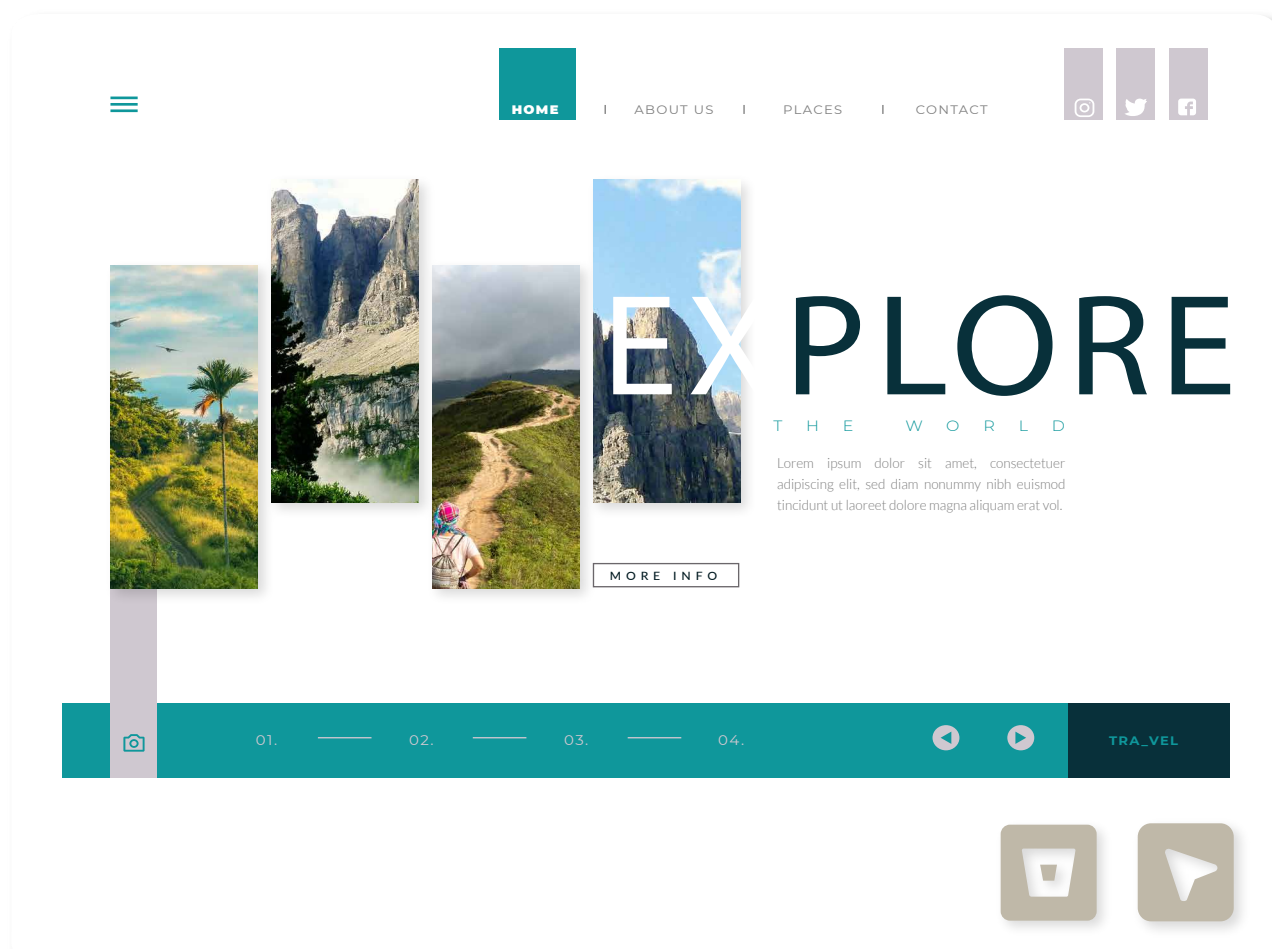 HOME
ABOUT US
PLACES
CONTACT
EXPLORE
THE WORLD
Lorem ipsum dolor sit amet, consectetuer
adipiscing elit, sed diam nonummy nibh euismod
tincidunt ut laoreet dolore magna aliquam erat vol.
MORE INFO
01.
02.
03.
04.
TRA_VEL